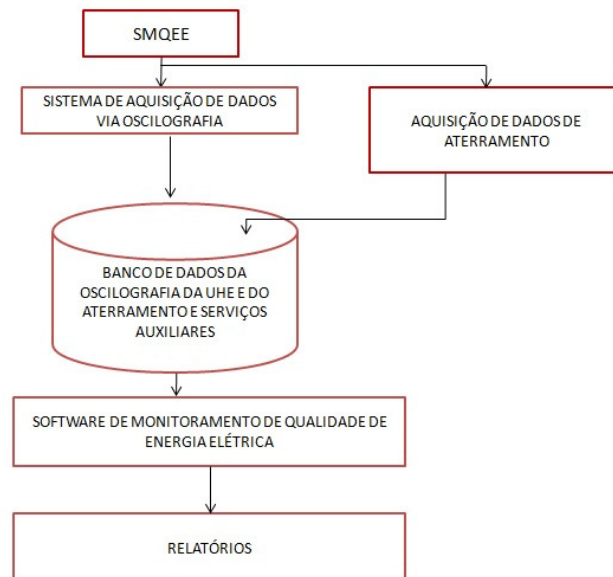 SMQEE
SISTEMA DE AQUISIÇÃO DE DADOS
VIA OSCILOGRAFIA
AQUISIÇÃO DE DADOS DE
ATERRAMENTO
BANCO DE DADOS DA
OSCILOGRAFIA DA UHE E DO
ATERRAMENTO E SERVIÇOS
AUXILIARES
SOFTWARE DE MONITORAMENTO DE QUALIDADE DE
ENERGIA ELÉTRICA
RELATÓRIOS